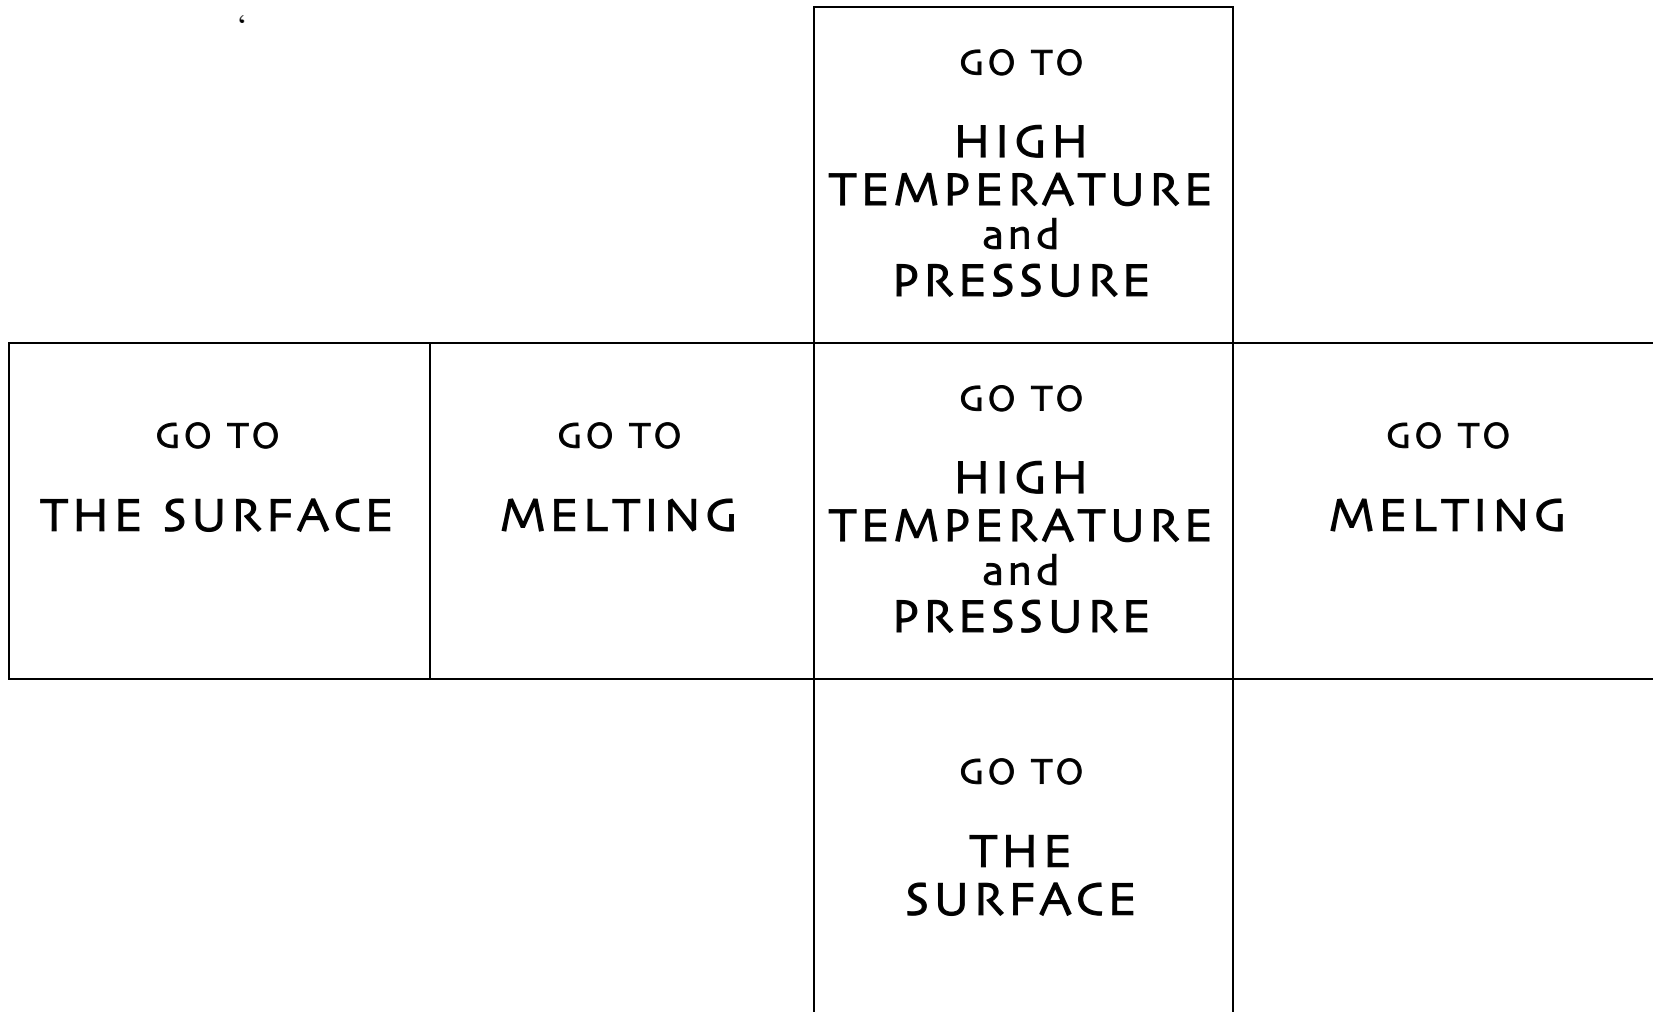 ‘
GO TO
HIGH
TEMPERATURE
and
PRESSURE
GO TO
THE SURFACE
GO TO
MELTING
GO TO
HIGH
TEMPERATURE
and
PRESSURE
GO TO
MELTING
GO TO
THE
SURFACE